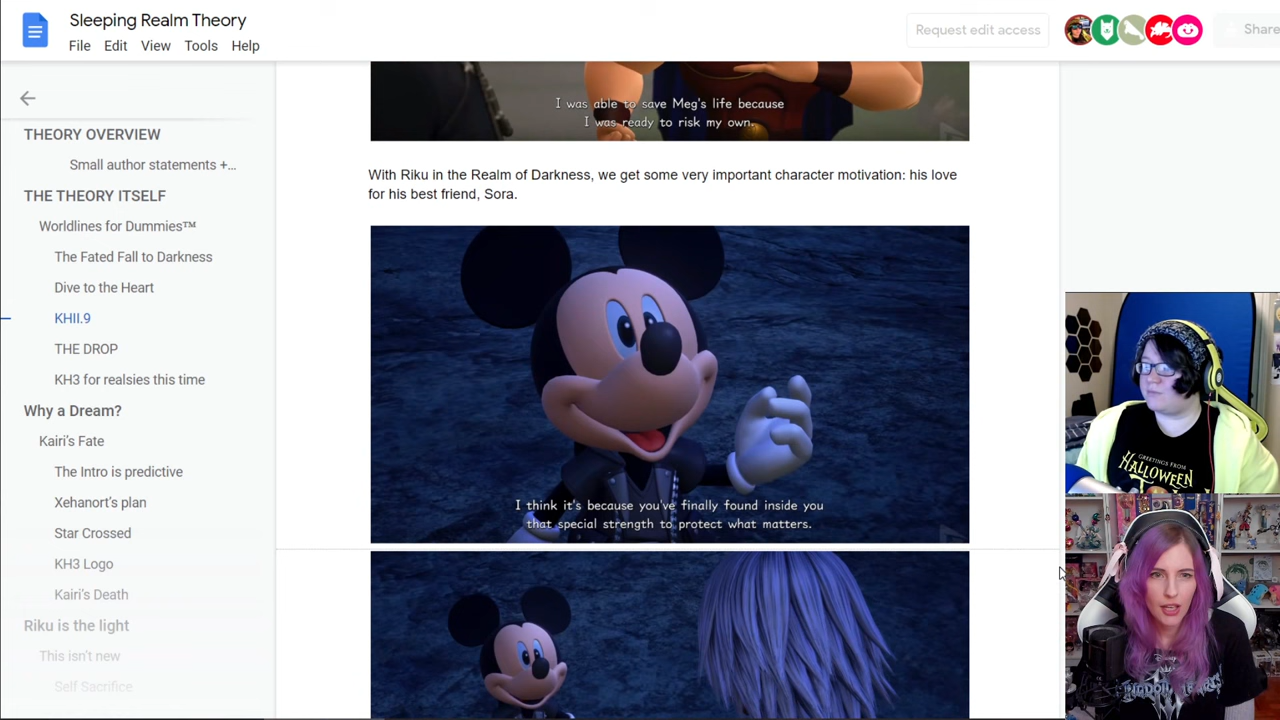 Sleeping Realm Theory
File Edit View Tools Help
Request edit access
Share
THEORY OVERVIEW
Small author statements +...
THE THEORY ITSELF
Worldlines for Dummies™
The Fated Fall to Darkness
Dive to the Heart
KHII.9
THE DROP
KH3 for realsies this time
Why a Dream?
Kairi's Fate
The Intro is predictive
Xehanort's plan
Star Crossed
KH3 Logo
Kairi's Death
Riku is the light
This isn't new
Self Sacrifice
I was able to save Meg's life because
I was ready to risk my own.
With Riku in the Realm of Darkness, we get some very important character motivation: his love
for his best friend, Sora.
I think it's because you've finally found inside you
that special strength to protect what matters.
GREETINGS FROM
HALLOWEEN
Disney
KINGDOM HEARTS